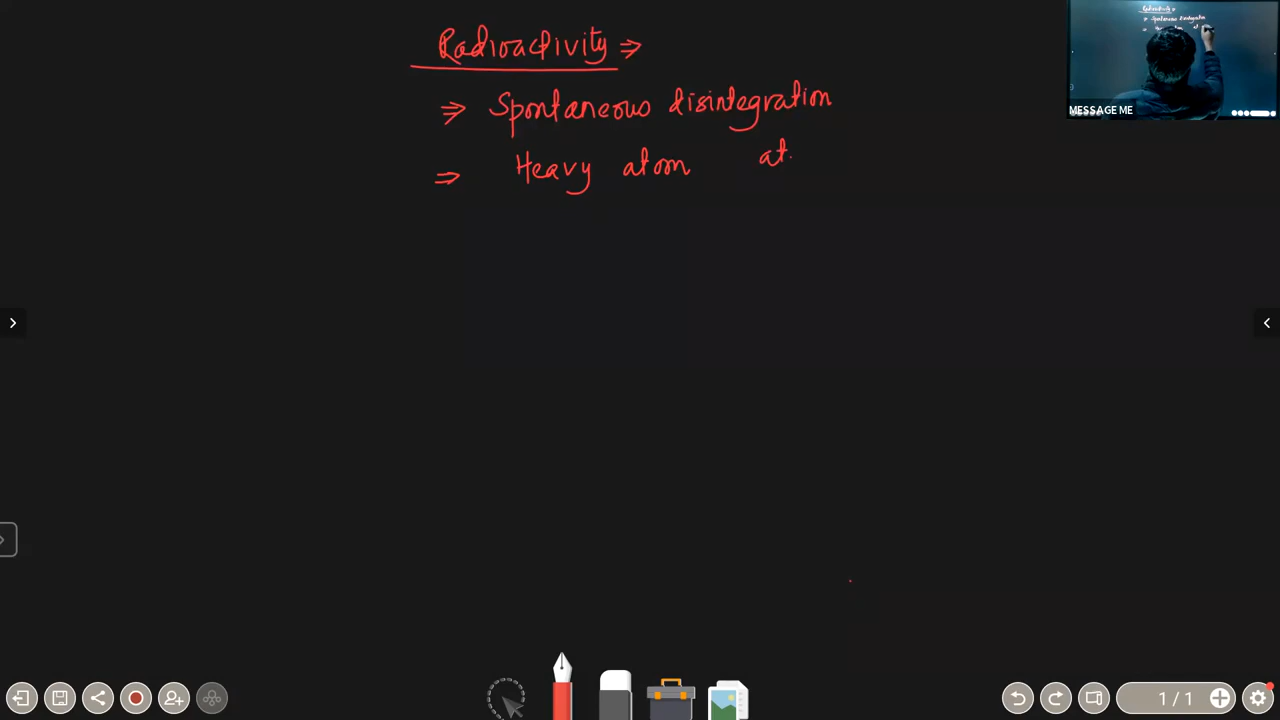 Radioactivity ⇒
⇒ Spontaneous disintegration
⇒ Heavy atom at.
MESSAGE ME
1/1